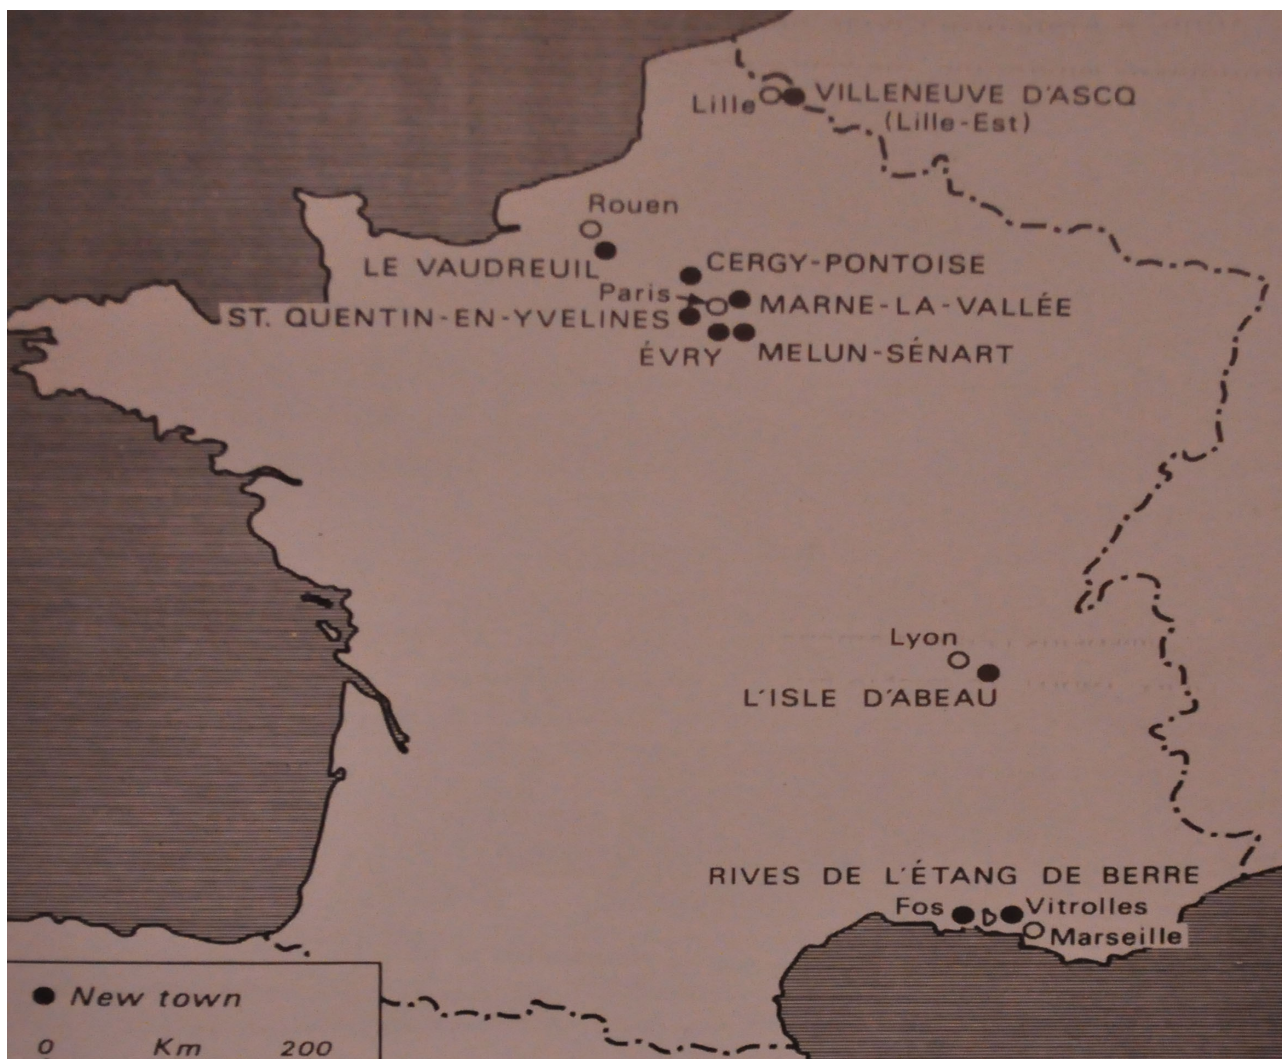 Lille
VILLENEUVE D'ASCQ
(Lille-Est)
Rouen
LE VAUDREUIL
CERGY-PONTOISE
Paris
MARNE-LA-VALLÉE
ST. QUENTIN-EN-YVELINES
ÉVRY
MELUN-SÉNART
Lyon
L'ISLE D'ABEAU
RIVES DE L'ÉTANG DE BERRE
Fos
Vitrolles
Marseille
New town
0 Km 200